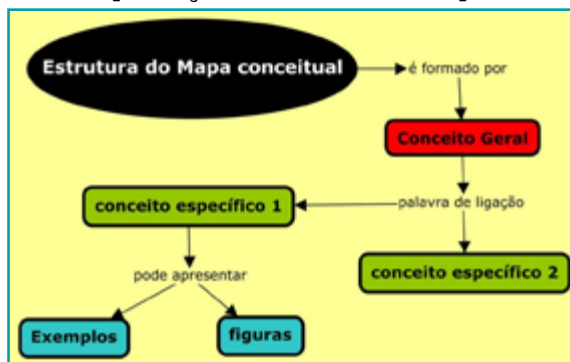 Estrutura do Mapa conceitual
é formado por
Conceito Geral
palavra de ligação
conceito específico 1
conceito específico 2
pode apresentar
Exemplos
figuras